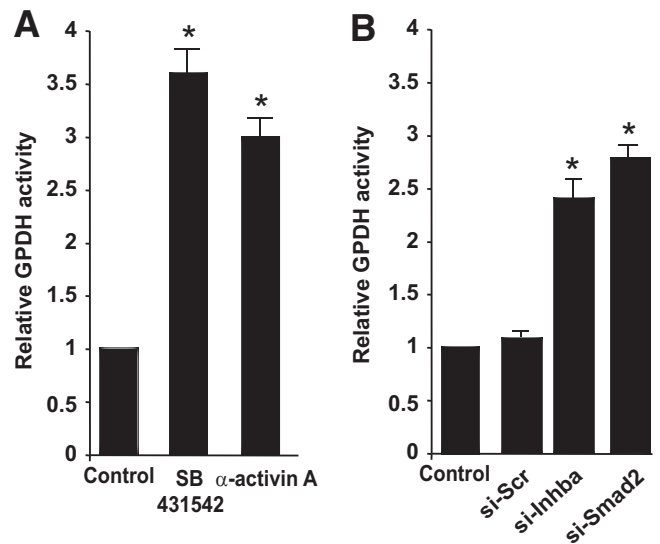 A
Relative GPDH activity
4
3.5
3
2.5
2
1.5
1
0.5
0
*
*
Control
SB
431542
α-activin A
B
Relative GPDH activity
4
3.5
3
2.5
2
1.5
1
0.5
0
*
*
Control
si-Scr
si-Inhba
si-Smad2